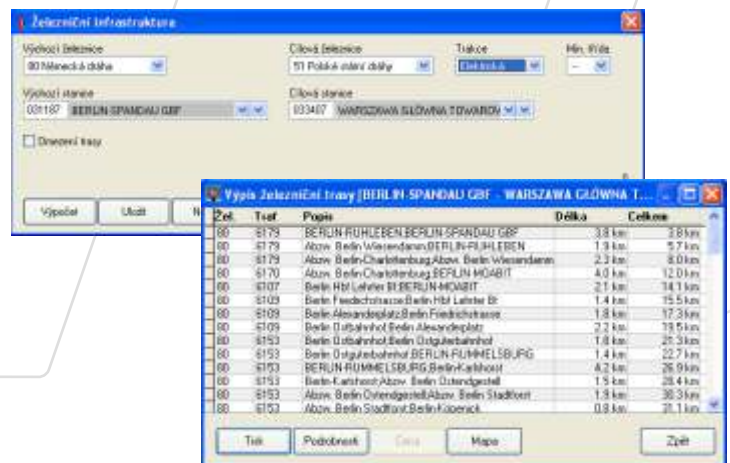 Železniční infrastruktura
Výchozí železnice Cílová železnice Trakce Min. třída
80 Německá dráha 51 Polské státní dráhy Elektrická --
Výchozí stanice Cílová stanice
031187 BERLIN-SPANDAU GBF 033407 WARSZAWA GŁÓWNA TOWAROW
Omezení trasy
Výpočet Uložit N
Výpis železniční trasy [BERLIN-SPANDAU GBF - WARSZAWA GŁÓWNA T...
Žel. Trať Popis Délka Celkem
80 6179 BERLIN-RUHLEBEN;BERLIN-SPANDAU GBF 3.8 km 3.8 km
80 6179 Abzw. Berlin Wiesendamm;BERLIN-RUHLEBEN 1.9 km 5.7 km
80 6179 Abzw. Berlin-Charlottenburg;Abzw. Berlin Wiesendamm 2.3 km 8.0 km
80 6170 Abzw. Berlin-Charlottenburg;BERLIN-MOABIT 4.0 km 12.0 km
80 6107 Berlin Hbf Lehrter Bf;BERLIN-MOABIT 2.1 km 14.1 km
80 6109 Berlin Friedrichstrasse;Berlin Hbf Lehrter Bf 1.4 km 15.5 km
80 6109 Berlin Alexanderplatz;Berlin Friedrichstrasse 1.8 km 17.3 km
80 6109 Berlin Ostbahnhof;Berlin Alexanderplatz 2.2 km 19.5 km
80 6153 Berlin Ostbahnhof;Berlin Ostgüterbahnhof 1.8 km 21.3 km
80 6153 Berlin Ostgüterbahnhof;BERLIN-RUMMELSBURG 1.4 km 22.7 km
80 6153 BERLIN-RUMMELSBURG;Berlin-Karlshorst 4.2 km 26.9 km
80 6153 Berlin-Karlshorst;Abzw. Berlin Ostendgestell 1.5 km 28.4 km
80 6153 Abzw. Berlin Ostendgestell;Abzw. Berlin Stadtforst 1.9 km 30.3 km
80 6153 Abzw. Berlin Stadtforst;Berlin-Köpenick 0.8 km 31.1 km
Tisk Podrobnosti Cena Mapa Zpět